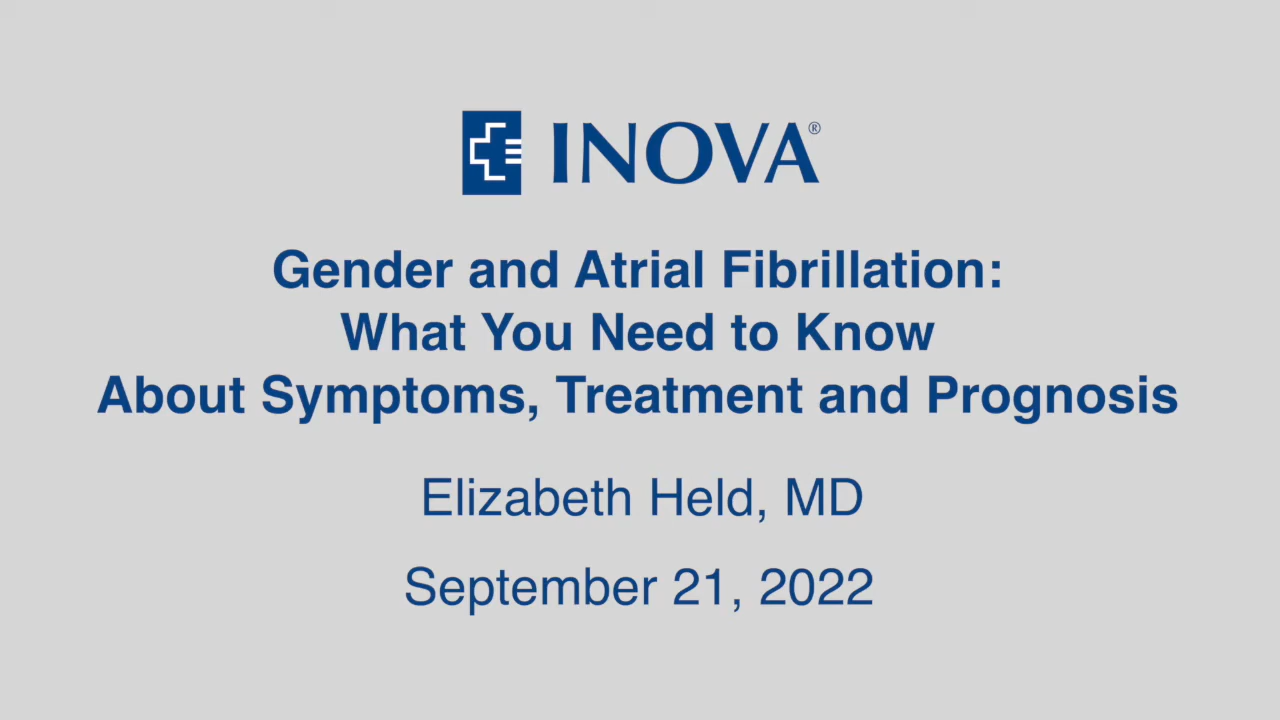 INOVA®
Gender and Atrial Fibrillation:
What You Need to Know
About Symptoms, Treatment and Prognosis
Elizabeth Held, MD
September 21, 2022